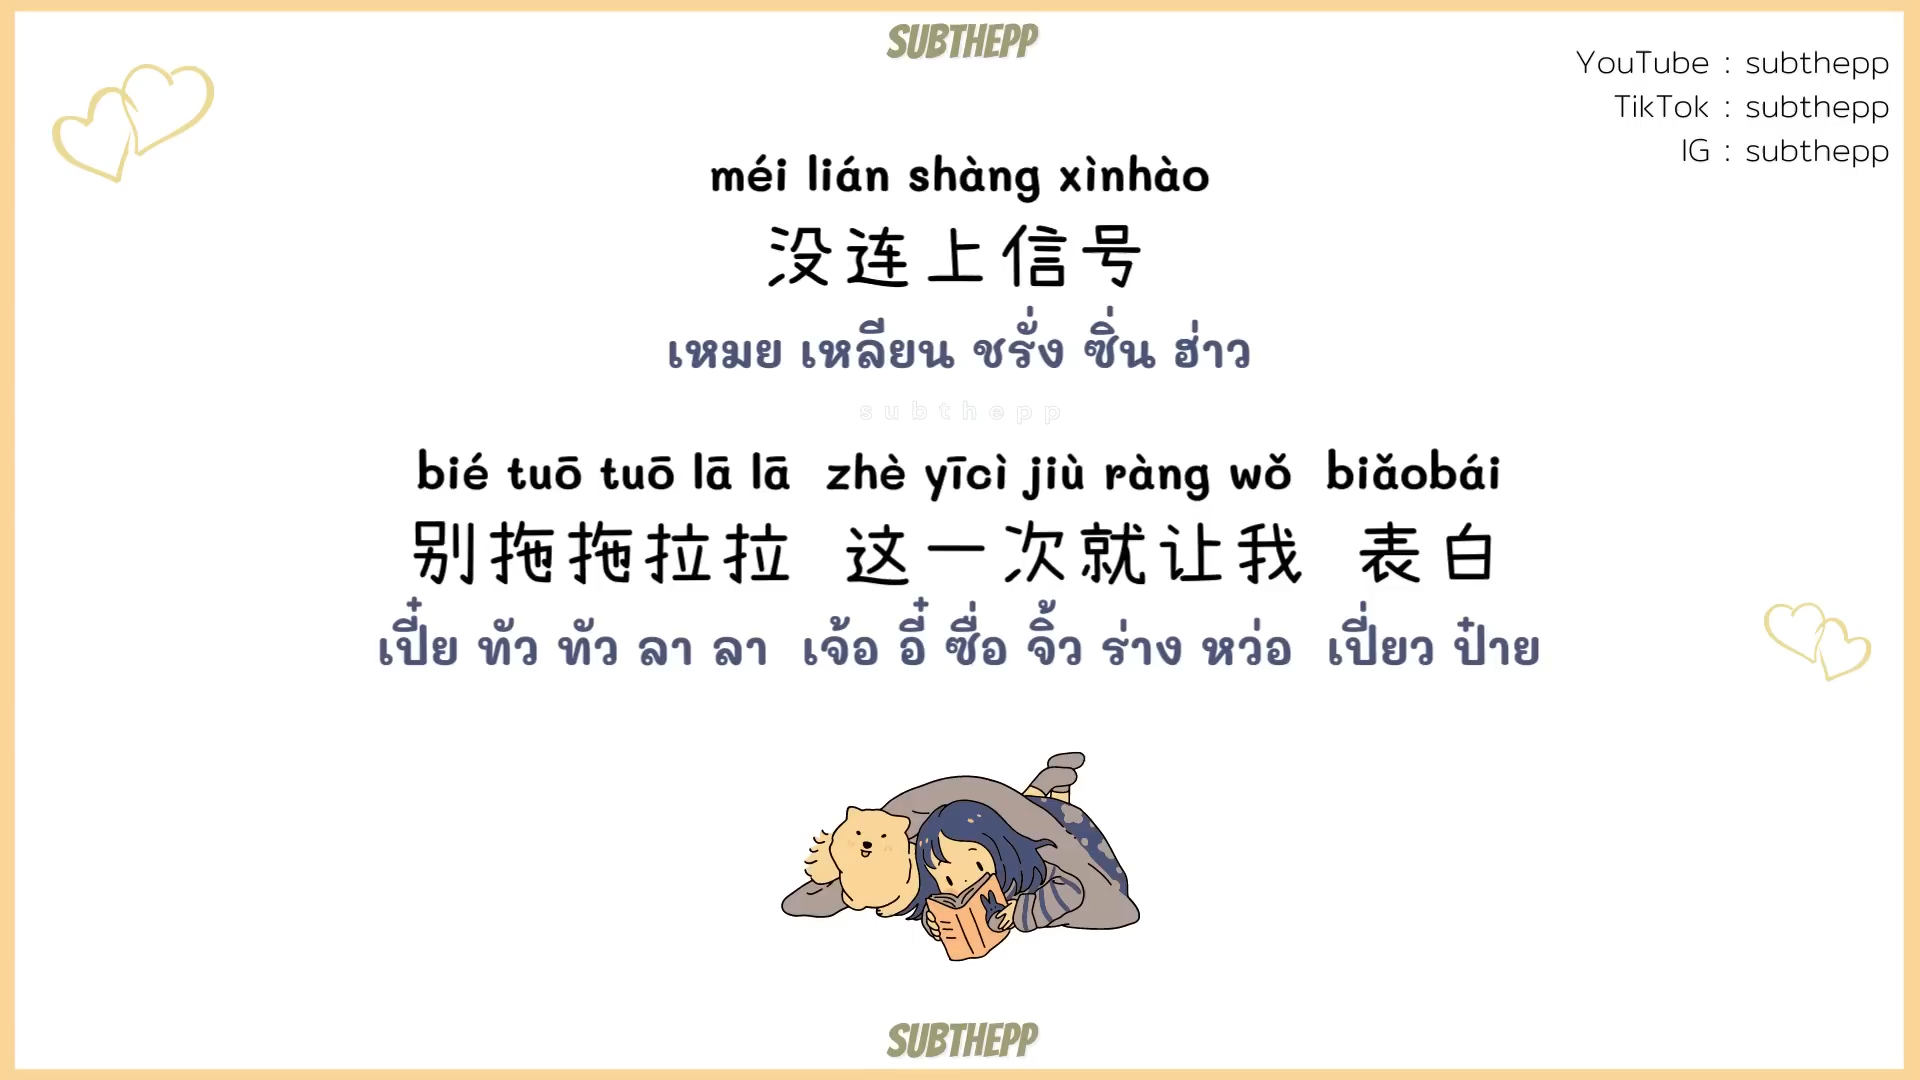 SUBTHEPP
YouTube : subthepp
TikTok : subthepp
IG : subthepp
méi lián shàng xìnhào
没连上信号
เหมย เหลียน ชรั่ง ซิ่น ฮ่าว
subthepp
bié tuō tuō lā lā zhè yīcì jiù ràng wǒ biǎobái
别拖拖拉拉 这一次就让我 表白
เปี๋ย ทัว ทัว ลา ลา เจ้อ อี๋ ซื่อ จิ้ว ร่าง หว่อ เปี่ยว ป๋าย
SUBTHEPP